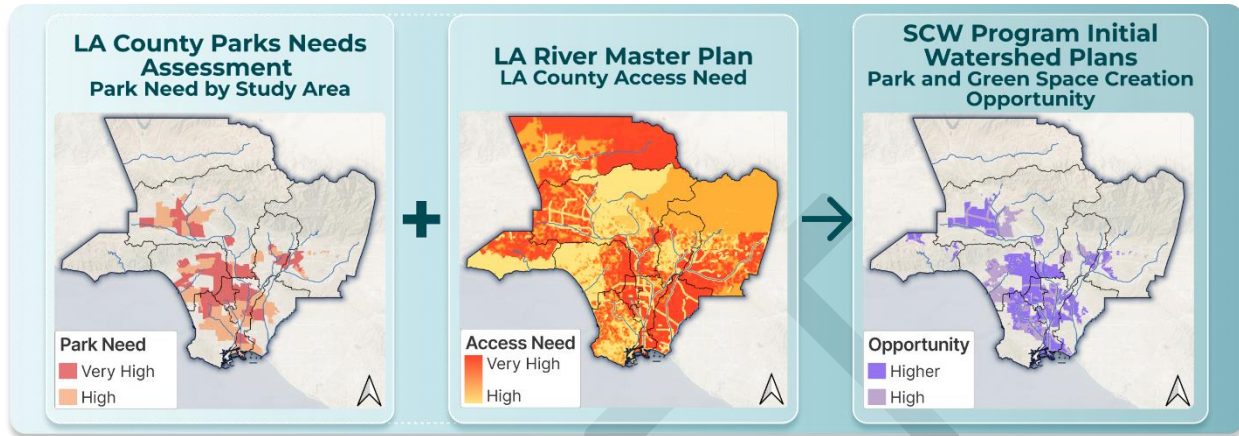 LA County Parks Needs
Assessment
Park Need by Study Area
Park Need
Very High
High
+
LA River Master Plan
LA County Access Need
Access Need
Very High
High
SCW Program Initial
Watershed Plans
Park and Green Space Creation
Opportunity
Opportunity
Higher
High